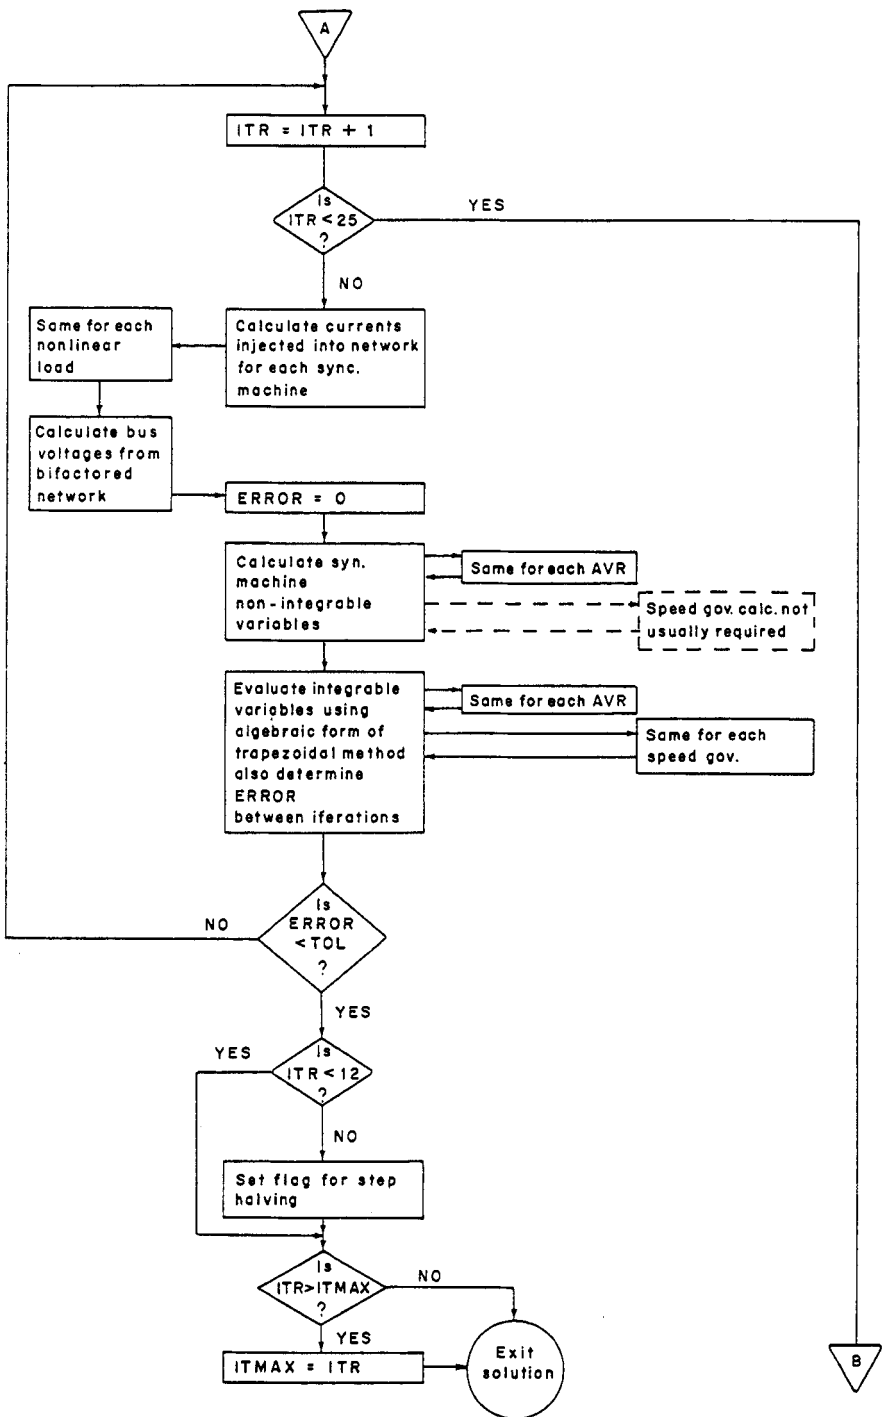 A
ITR = ITR + 1
Is
ITR < 25
?
YES
NO
Calculate currents
injected into network
for each sync.
machine
Same for each
nonlinear
load
Calculate bus
voltages from
bifactored
network
ERROR = 0
Calculate syn.
machine
non-integrable
variables
Same for each AVR
Speed gov. calc. not
usually required
Evaluate integrable
variables using
algebraic form of
trapezoidal method
also determine
ERROR
between iferations
Same for each AVR
Same for each
speed gov.
Is
ERROR
< TOL
?
NO
YES
Is
ITR < 12
?
YES
NO
Set flag for step
halving
Is
ITR>ITMAX
?
NO
YES
ITMAX = ITR
Exit
solution
B